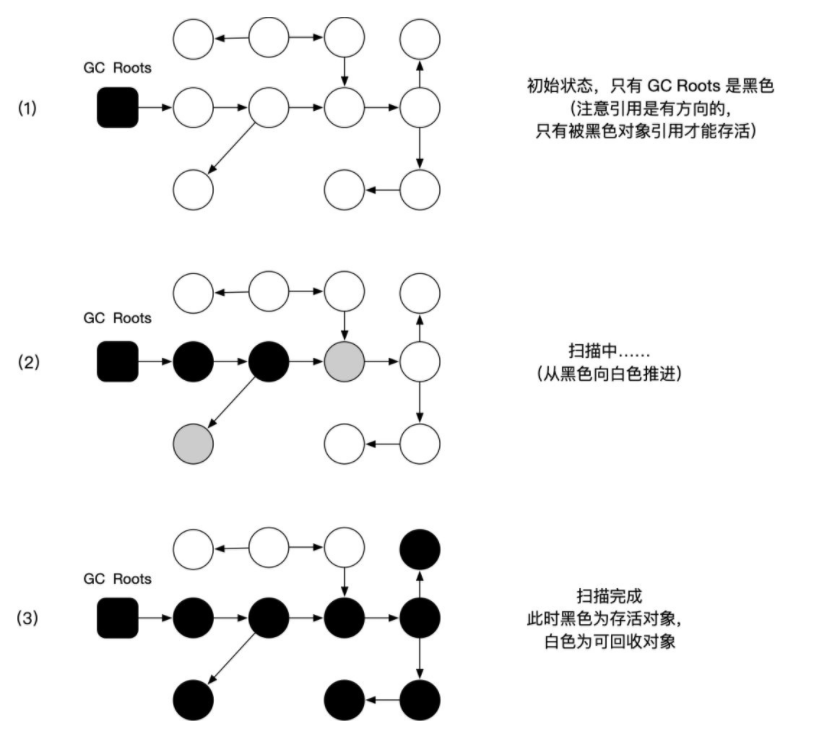 GC Roots
(1)
初始状态，只有 GC Roots 是黑色
（注意引用是有方向的，
只有被黑色对象引用才能存活）
GC Roots
(2)
扫描中……
（从黑色向白色推进）
GC Roots
(3)
扫描完成
此时黑色为存活对象，
白色为可回收对象